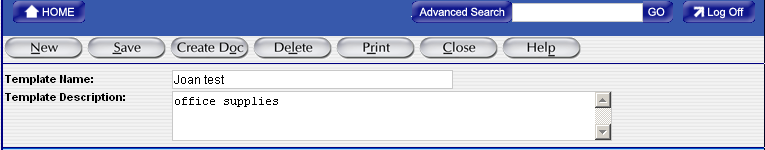 HOME Advanced Search GO Log Off
New Save Create Doc Delete Print Close Help
Template Name: Joan test
Template Description: office supplies